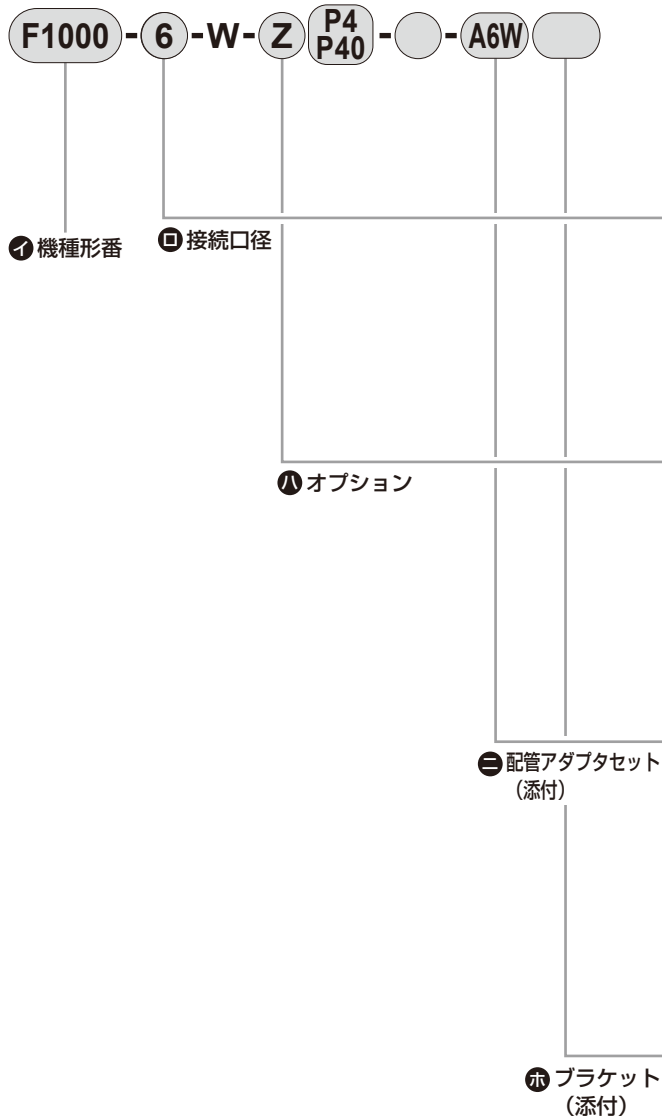 F1000 - 6 - W - Z P4 P40 - - A6W
イ 機種形番
ロ 接続口径
ハ オプション
ニ 配管アダプタセット
（添付）
ホ ブラケット
（添付）